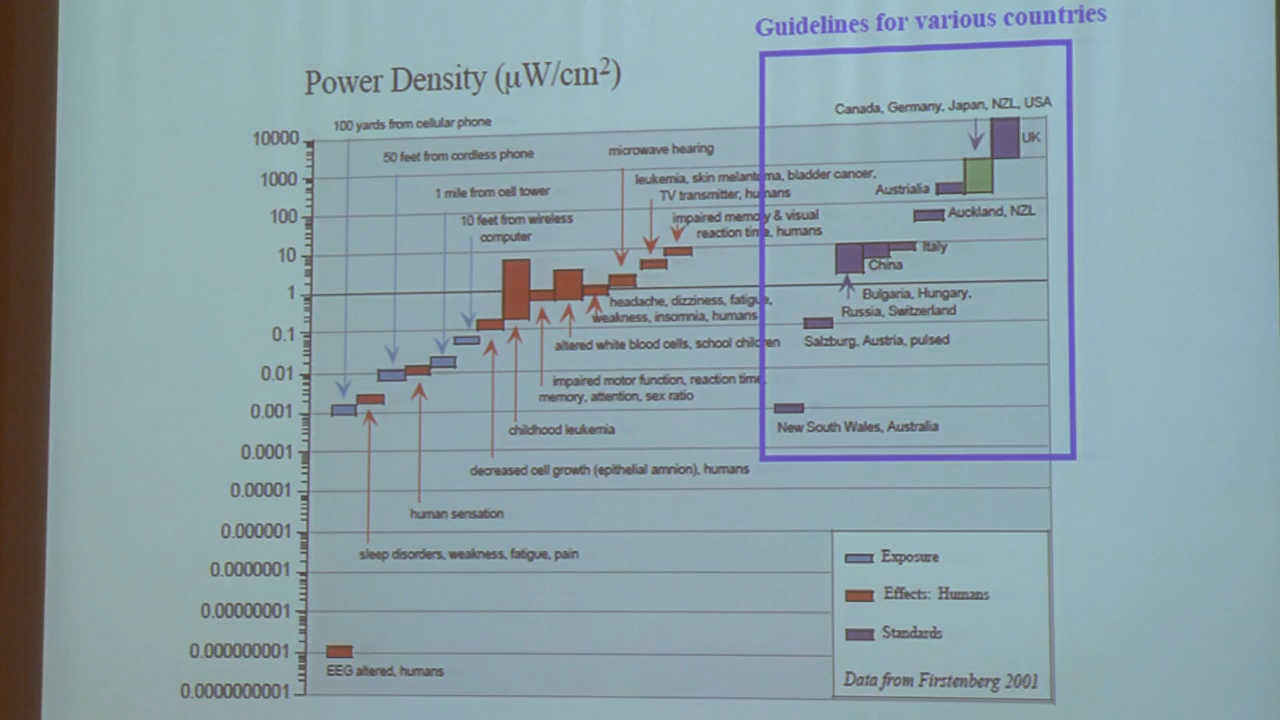 Guidelines for various countries
Power Density (µW/cm²)
Canada, Germany, Japan, NZL, USA
100 yards from cellular phone
10000
UK
50 feet from cordless phone
microwave hearing
1000
leukemia, skin melantoma, bladder cancer,
TV transmitter, humans
Austrialia
1 mile from cell tower
100
10 feet from wireless
computer
impaired memory & visual
reaction time, humans
Auckland, NZL
10
Italy
China
1
headache, dizziness, fatigue,
weakness, insomnia, humans
Bulgaria, Hungary,
Russia, Switzerland
0.1
altered white blood cells, school children
Salzburg, Austria, pulsed
0.01
impaired motor function, reaction time,
memory, attention, sex ratio
0.001
childhood leukemia
New South Wales, Australia
0.0001
decreased cell growth (epithelial amnion), humans
0.00001
human sensation
0.000001
sleep disorders, weakness, fatigue, pain
Exposure
0.0000001
Effects: Humans
0.00000001
Standards
0.000000001
EEG altered, humans
Data from Firstenberg 2001
0.0000000001